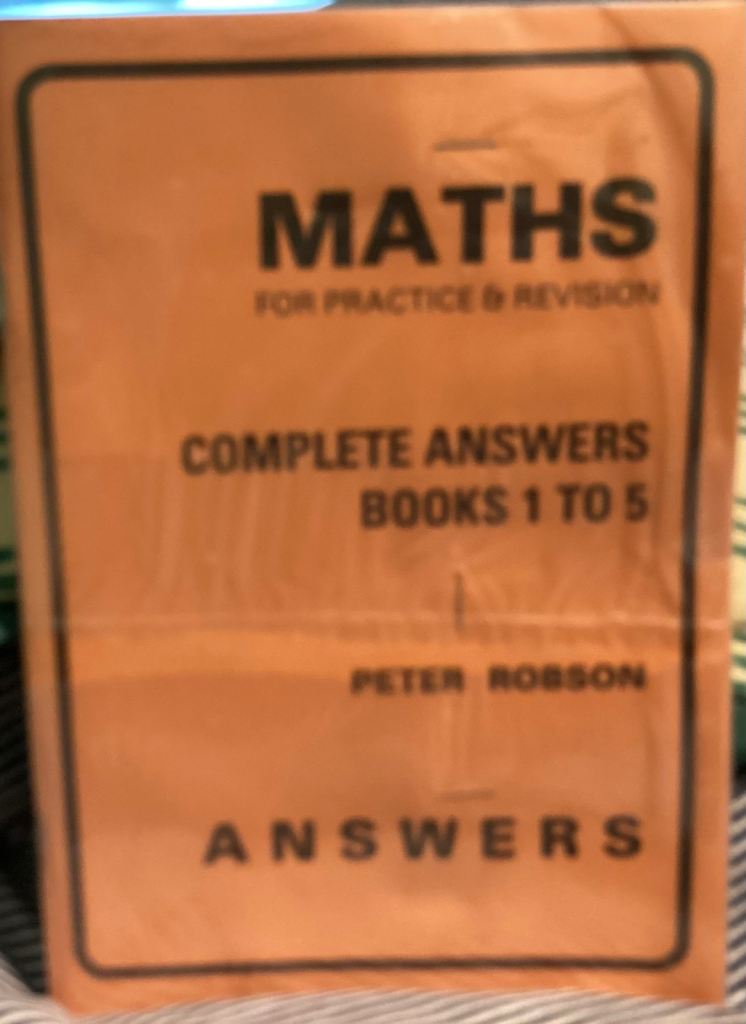 MATHS
FOR PRACTICE & REVISION
COMPLETE ANSWERS
BOOKS 1 TO 5
PETER ROBSON
ANSWERS